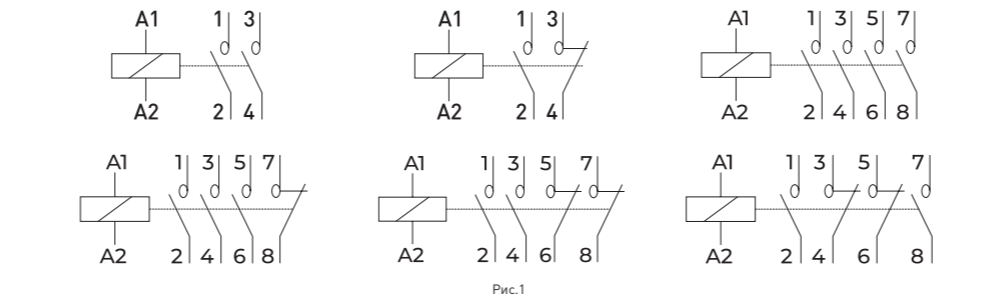 A1 1 3 A1 1 3 A1 1 3 5 7
A2 2 4 A2 2 4 A2 2 4 6 8
A1 1 3 5 7 A1 1 3 5 7 A1 1 3 5 7
A2 2 4 6 8 A2 2 4 6 8 A2 2 4 6 8
Рис.1